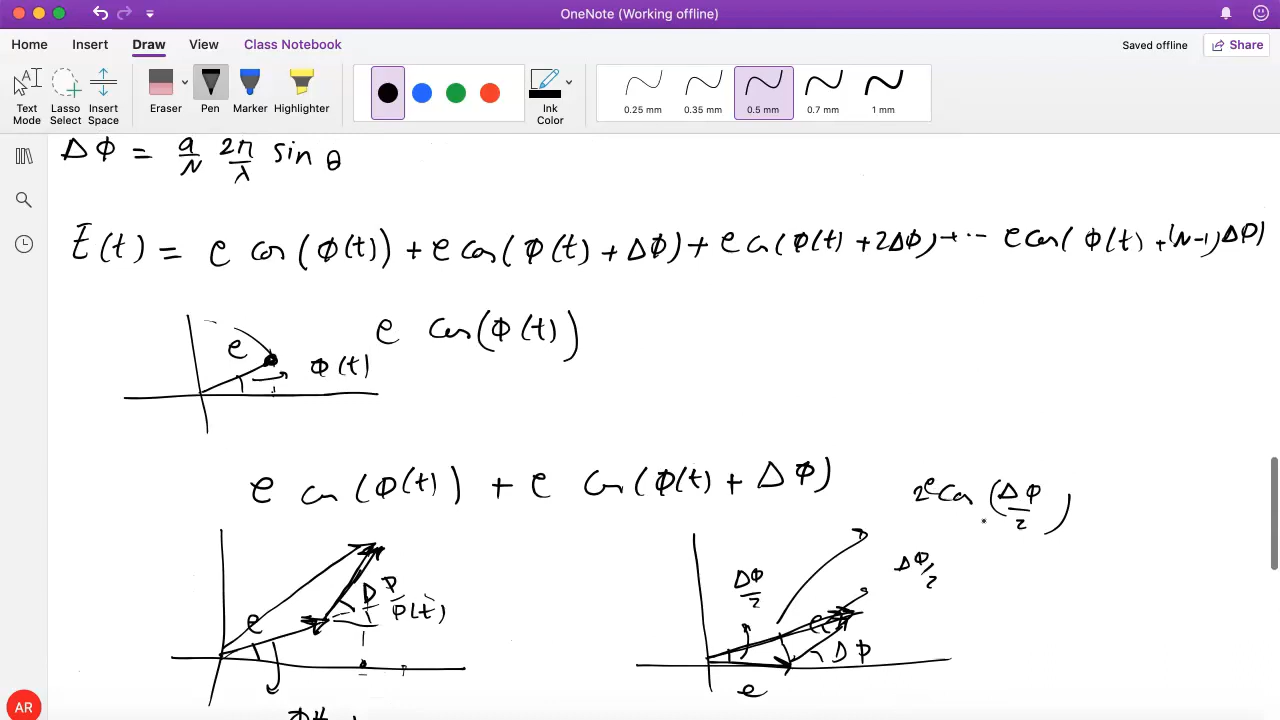 OneNote (Working offline)
Home Insert Draw View Class Notebook
Saved offline Share
Text Mode
Lasso Select
Insert Space
Eraser
Pen
Marker
Highlighter
Ink Color
0.25 mm
0.35 mm
0.5 mm
0.7 mm
1 mm
Δφ = a/N 2π/λ sin θ
E(t) = e cos(φ(t)) + e cos(φ(t) + Δφ) + e cos(φ(t) + 2Δφ) + ... e cos(φ(t) + (N-1)Δφ)
e cos(φ(t))
e
φ(t)
e cos(φ(t)) + e cos(φ(t) + Δφ)
2e cos(Δφ/2)
e
Δφ
φ(t)
Δφ/2
Δφ/2
e
Δφ
e
AR